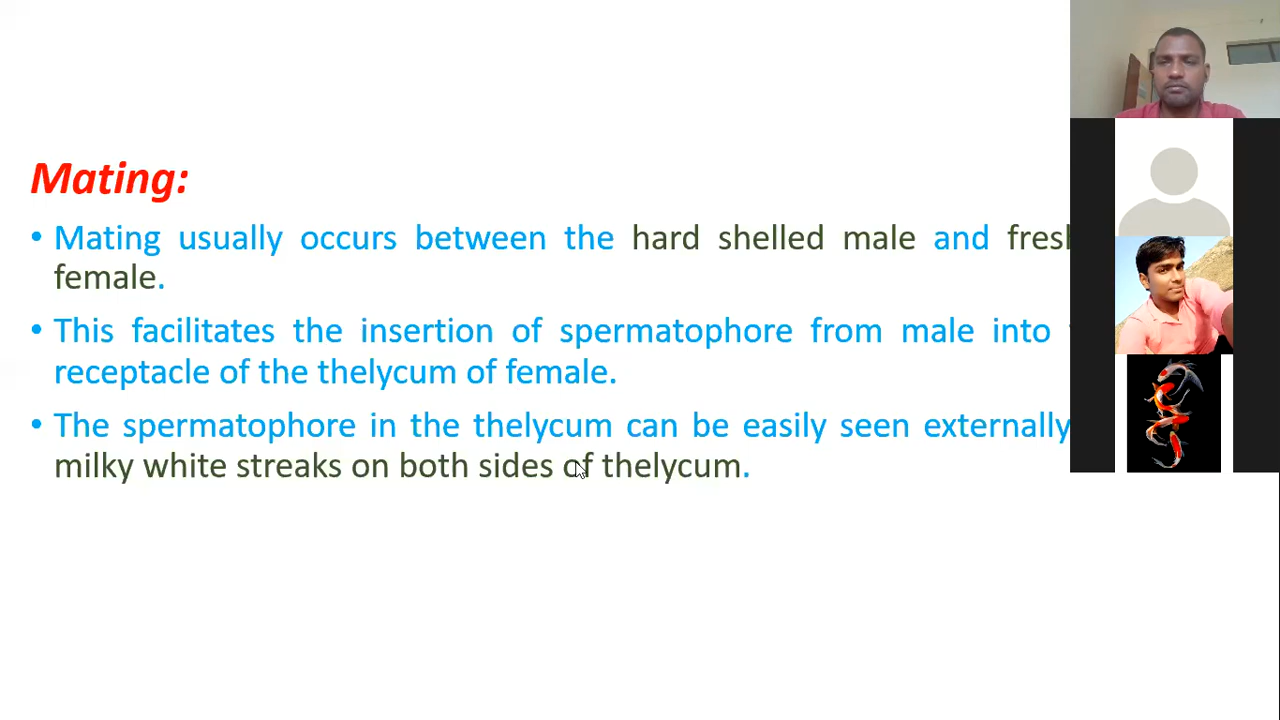 Mating:
• Mating usually occurs between the hard shelled male and
female.
• This facilitates the insertion of spermatophore from male into
receptacle of the thelycum of female.
• The spermatophore in the thelycum can be easily seen externally
milky white streaks on both sides of thelycum.